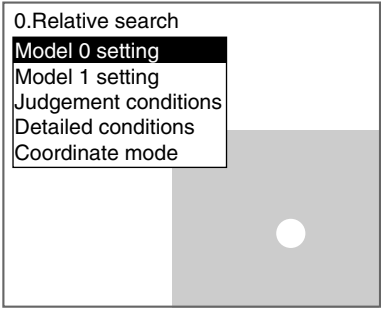 0.Relative search
Model 0 setting
Model 1 setting
Judgement conditions
Detailed conditions
Coordinate mode